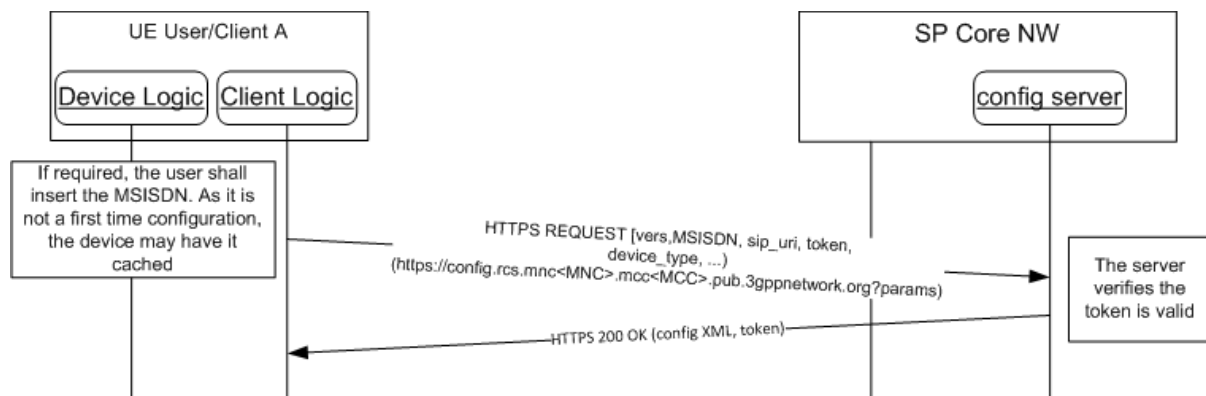 UE User/Client A
SP Core NW
Device Logic
Client Logic
config server
If required, the user shall
insert the MSISDN. As it is
not a first time configuration,
the device may have it
cached
HTTPS REQUEST [vers,MSISDN, sip_uri, token,
device_type, ...)
(https://config.rcs.mnc<MNC>.mcc<MCC>.pub.3gppnetwork.org?params)
The server
verifies the
token is valid
HTTPS 200 OK (config XML, token)